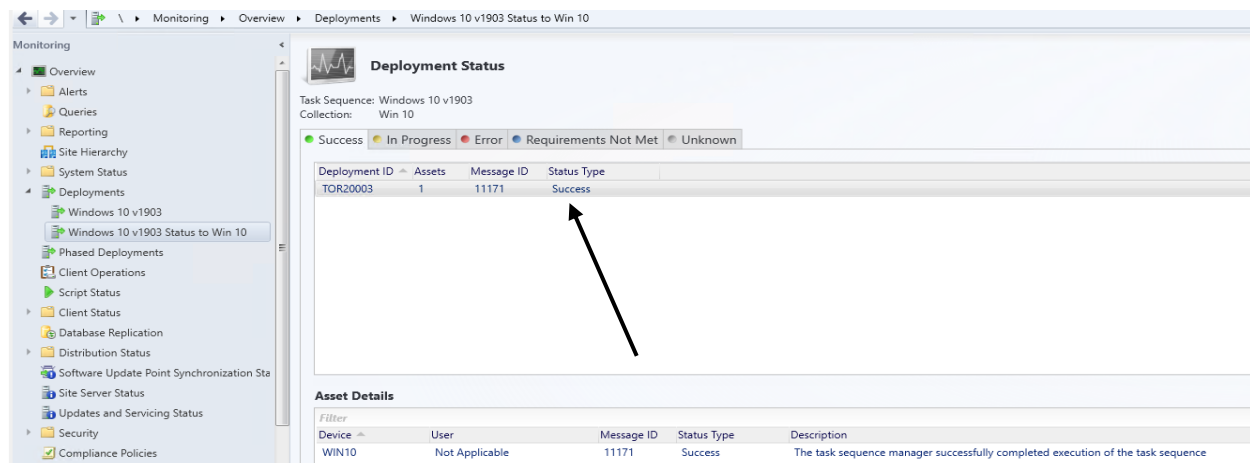 \ ▸ Monitoring ▸ Overview ▸ Deployments ▸ Windows 10 v1903 Status to Win 10
Monitoring
Overview
Alerts
Queries
Reporting
Site Hierarchy
System Status
Deployments
Windows 10 v1903
Windows 10 v1903 Status to Win 10
Phased Deployments
Client Operations
Script Status
Client Status
Database Replication
Distribution Status
Software Update Point Synchronization Sta
Site Server Status
Updates and Servicing Status
Security
Compliance Policies
Deployment Status
Task Sequence: Windows 10 v1903
Collection: Win 10
Success In Progress Error Requirements Not Met Unknown
Deployment ID Assets Message ID Status Type
TOR20003 1 11171 Success
Asset Details
Filter
Device User Message ID Status Type Description
WIN10 Not Applicable 11171 Success The task sequence manager successfully completed execution of the task sequence